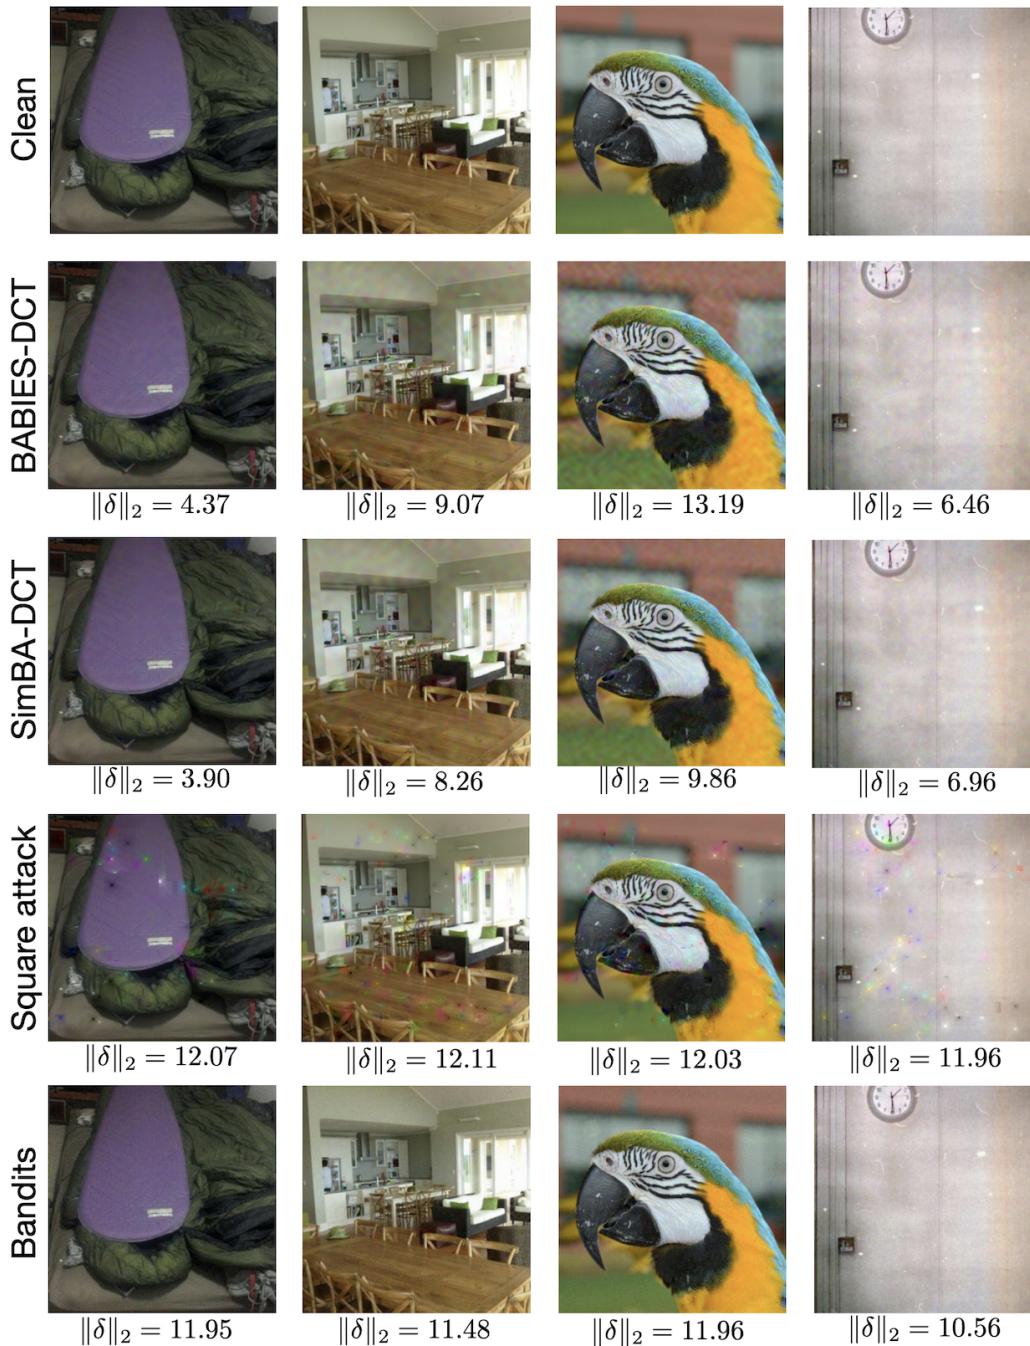 Clean
BABIES-DCT
‖δ‖₂ = 4.37
‖δ‖₂ = 9.07
‖δ‖₂ = 13.19
‖δ‖₂ = 6.46
SimBA-DCT
‖δ‖₂ = 3.90
‖δ‖₂ = 8.26
‖δ‖₂ = 9.86
‖δ‖₂ = 6.96
Square attack
‖δ‖₂ = 12.07
‖δ‖₂ = 12.11
‖δ‖₂ = 12.03
‖δ‖₂ = 11.96
Bandits
‖δ‖₂ = 11.95
‖δ‖₂ = 11.48
‖δ‖₂ = 11.96
‖δ‖₂ = 10.56